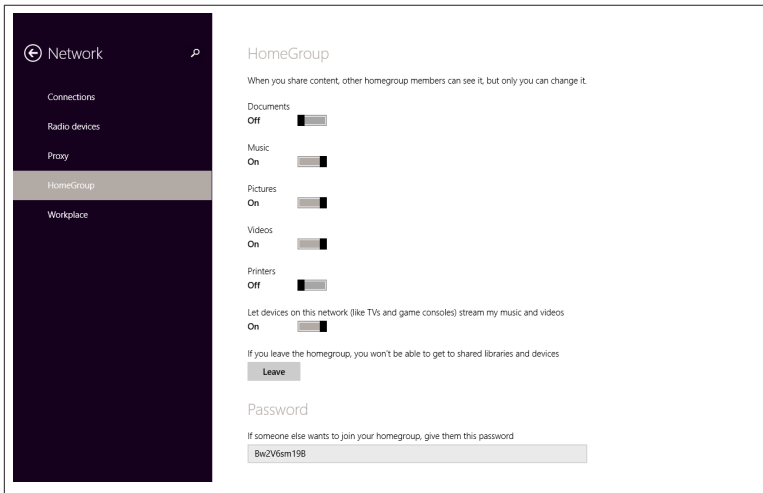 Network
Connections
Radio devices
Proxy
HomeGroup
Workplace
HomeGroup
When you share content, other homegroup members can see it, but only you can change it.
Documents
Off
Music
On
Pictures
On
Videos
On
Printers
Off
Let devices on this network (like TVs and game consoles) stream my music and videos
On
If you leave the homegroup, you won't be able to get to shared libraries and devices
Leave
Password
If someone else wants to join your homegroup, give them this password
Bw2V6sm19B